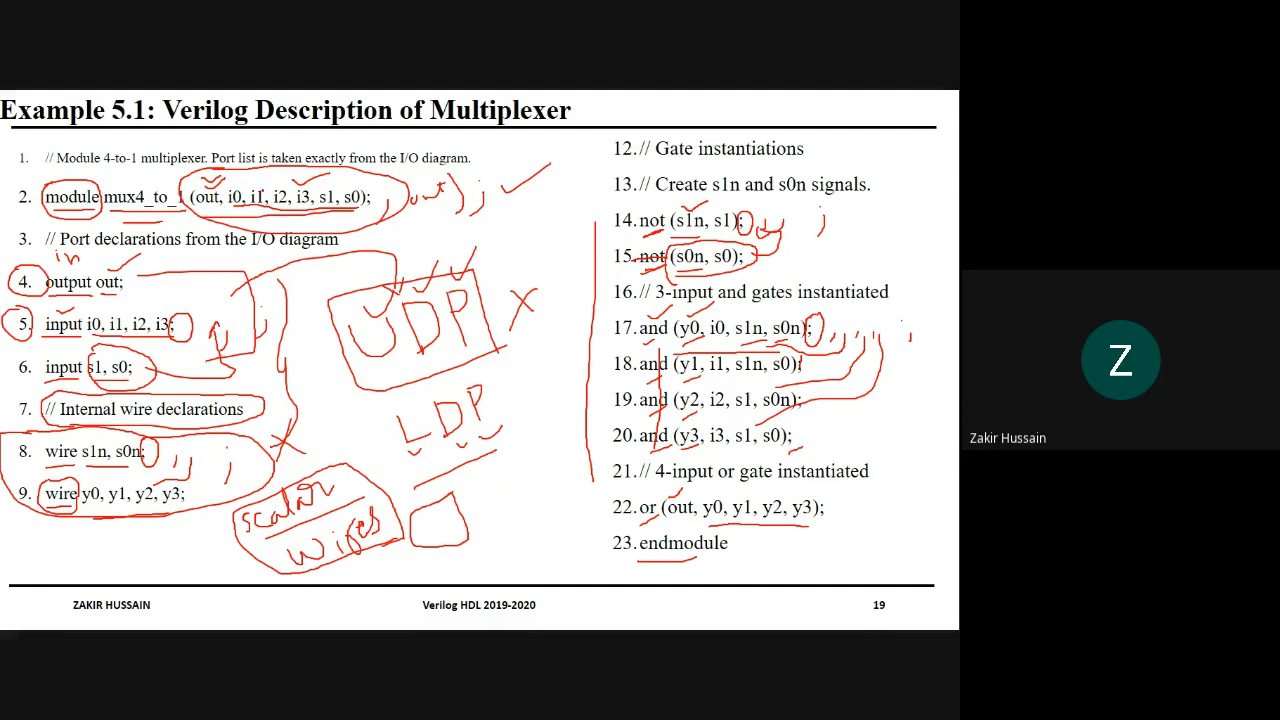 Example 5.1: Verilog Description of Multiplexer
1. // Module 4-to-1 multiplexer. Port list is taken exactly from the I/O diagram.
2. module mux4_to_1 (out, i0, i1, i2, i3, s1, s0);
out);
3. // Port declarations from the I/O diagram
in
4. output out;
5. input i0, i1, i2, i3;
6. input s1, s0;
7. // Internal wire declarations
8. wire s1n, s0n;
9. wire y0, y1, y2, y3;
UDP
LDP
scalar
wires
12. // Gate instantiations
13. // Create s1n and s0n signals.
14. not (s1n, s1);
15. not (s0n, s0);
16. // 3-input and gates instantiated
17. and (y0, i0, s1n, s0n);
18. and (y1, i1, s1n, s0);
19. and (y2, i2, s1, s0n);
20. and (y3, i3, s1, s0);
21. // 4-input or gate instantiated
22. or (out, y0, y1, y2, y3);
23. endmodule
ZAKIR HUSSAIN
Verilog HDL 2019-2020
19
Z
Zakir Hussain